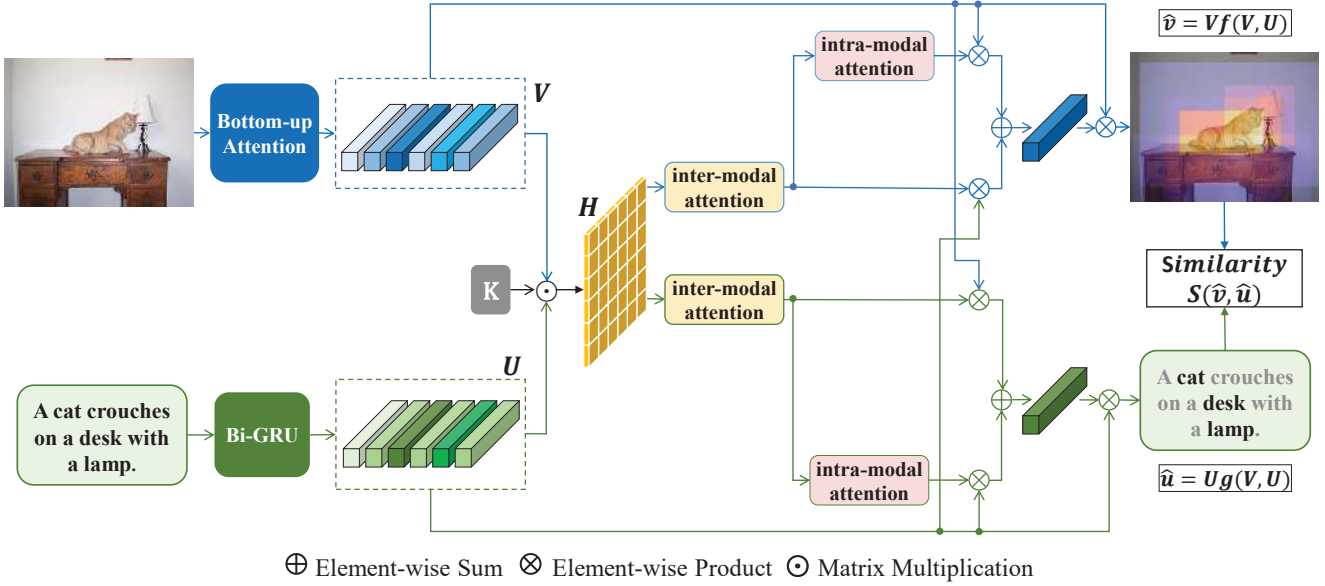 v̂ = Vf(V, U)
intra-modal
attention
V
Bottom-up
Attention
inter-modal
attention
H
Similarity
S(v̂, û)
K
inter-modal
attention
U
A cat crouches
on a desk with
a lamp.
A cat crouches
on a desk with
a lamp.
Bi-GRU
intra-modal
attention
û = Ug(V, U)
⊕ Element-wise Sum ⊗ Element-wise Product ⊙ Matrix Multiplication